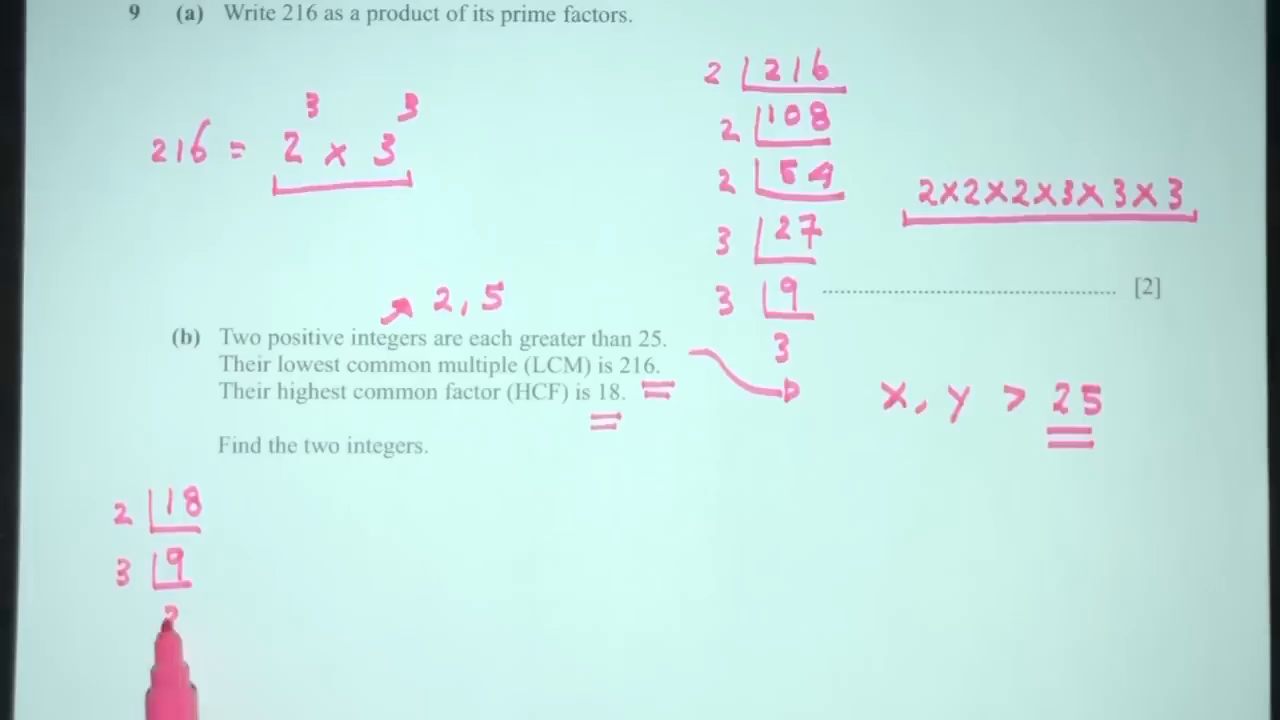 9 (a) Write 216 as a product of its prime factors.
2 216
2 108
2 54
3 27
3 9
3
216 = 2³ × 3³
2×2×2×3×3×3
[2]
2, 5
(b) Two positive integers are each greater than 25.
Their lowest common multiple (LCM) is 216.
Their highest common factor (HCF) is 18.
x, y > 25
Find the two integers.
2 18
3 9